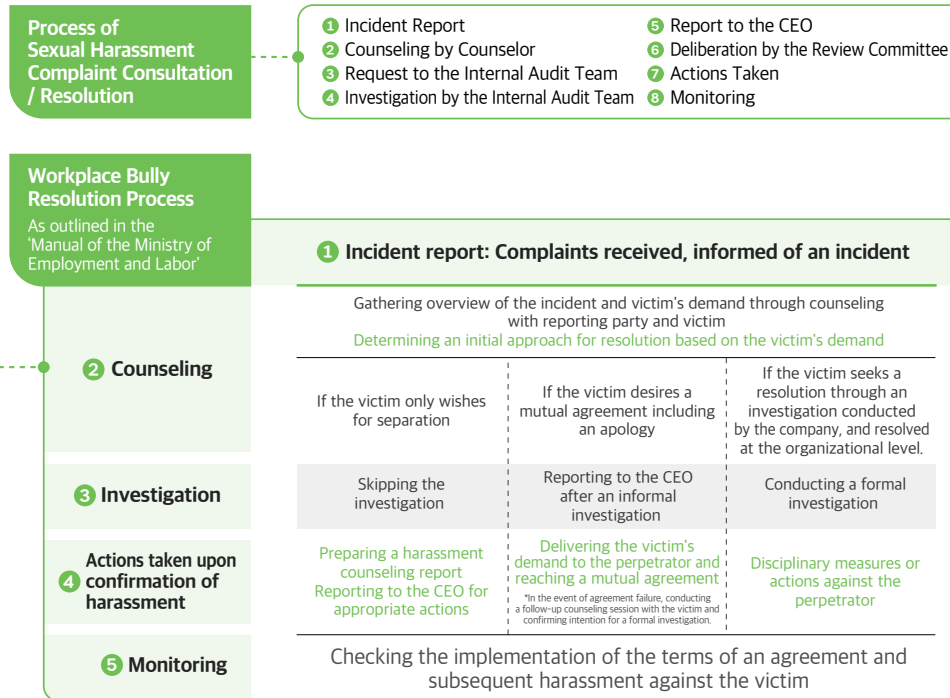 Process of
Sexual Harassment
Complaint Consultation
/ Resolution
1 Incident Report
2 Counseling by Counselor
3 Request to the Internal Audit Team
4 Investigation by the Internal Audit Team
5 Report to the CEO
6 Deliberation by the Review Committee
7 Actions Taken
8 Monitoring
Workplace Bully
Resolution Process
As outlined in the
'Manual of the Ministry of
Employment and Labor'
1 Incident report: Complaints received, informed of an incident
2 Counseling
Gathering overview of the incident and victim's demand through counseling
with reporting party and victim
Determining an initial approach for resolution based on the victim's demand
If the victim only wishes
for separation
If the victim desires a
mutual agreement including
an apology
If the victim seeks a
resolution through an
investigation conducted
by the company, and resolved
at the organizational level.
3 Investigation
Skipping the
investigation
Reporting to the CEO
after an informal
investigation
Conducting a formal
investigation
4 Actions taken upon
confirmation of
harassment
Preparing a harassment
counseling report
Reporting to the CEO for
appropriate actions
Delivering the victim's
demand to the perpetrator and
reaching a mutual agreement
*In the event of agreement failure, conducting
a follow-up counseling session with the victim and
confirming intention for a formal investigation.
Disciplinary measures or
actions against the
perpetrator
5 Monitoring
Checking the implementation of the terms of an agreement and
subsequent harassment against the victim